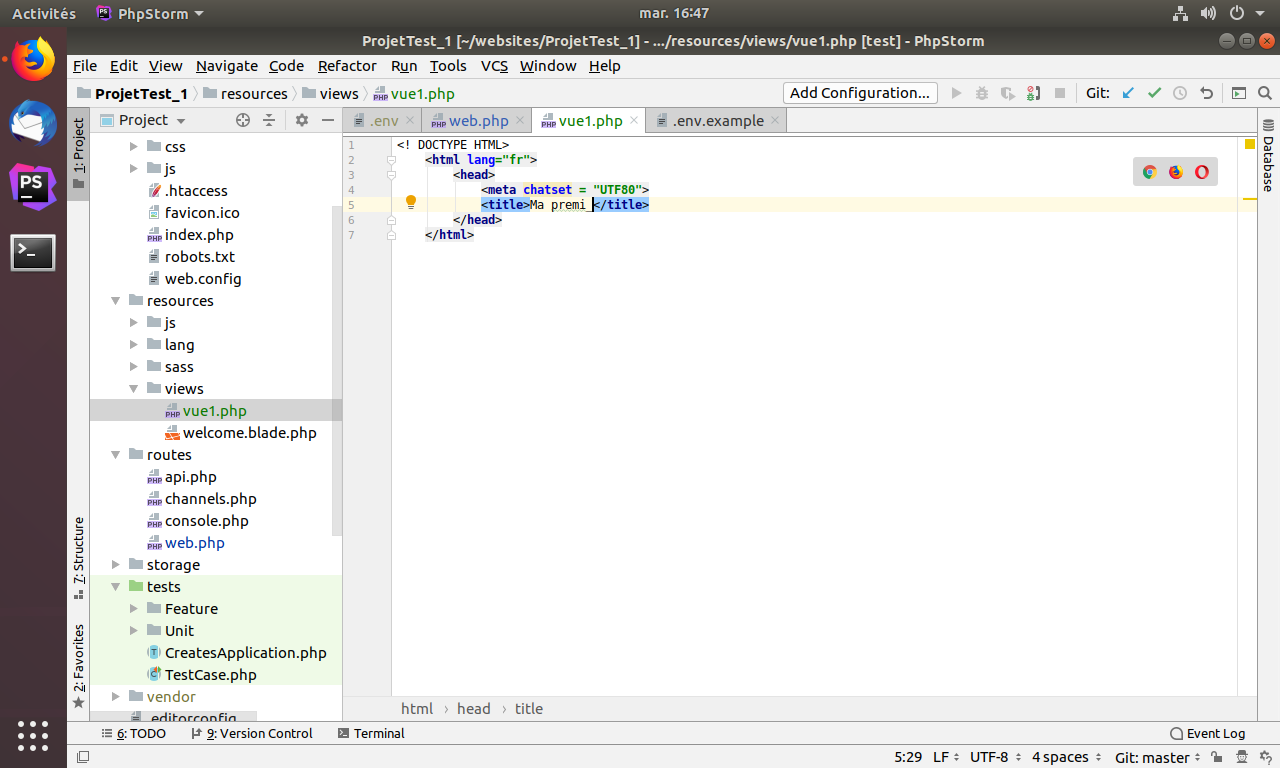 Activités PhpStorm mar. 16:47
ProjetTest_1 [~/websites/ProjetTest_1] - .../resources/views/vue1.php [test] - PhpStorm
File Edit View Navigate Code Refactor Run Tools VCS Window Help
ProjetTest_1 resources views vue1.php Add Configuration... Git:
Project .env web.php vue1.php .env.example
1: Project
7: Structure
2: Favorites
css
js
.htaccess
favicon.ico
index.php
robots.txt
web.config
resources
js
lang
sass
views
vue1.php
welcome.blade.php
routes
api.php
channels.php
console.php
web.php
storage
tests
Feature
Unit
CreatesApplication.php
TestCase.php
vendor
.editorconfig
1 <! DOCTYPE HTML>
2 <html lang="fr">
3 <head>
4 <meta chatset = "UTF80">
5 <title>Ma premi_</title>
6 </head>
7 </html>
Database
html › head › title
6: TODO 9: Version Control Terminal Event Log
5:29 LF UTF-8 4 spaces Git: master